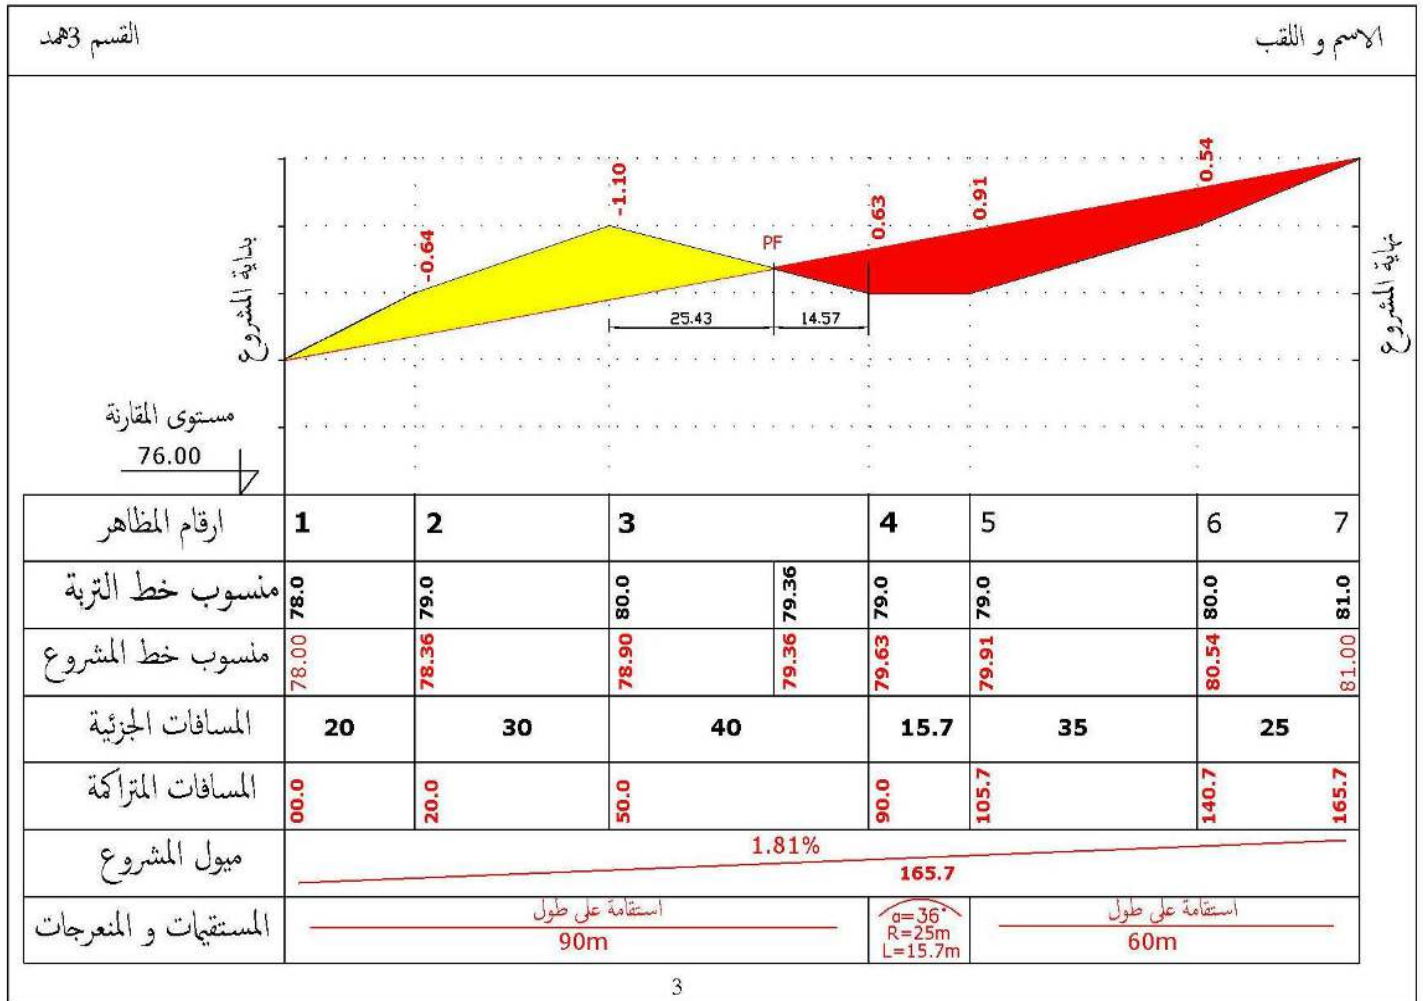 الاسم و اللقب
القسم 3همد
بداية المشروع
-0.64
-1.10
PF
0.63
0.91
0.54
نهاية المشروع
25.43
14.57
مستوى المقارنة
76.00
ارقام المظاهر 1 2 3 4 5 6 7
منسوب خط التربة 78.0 79.0 80.0 79.36 79.0 79.0 80.0 81.0
منسوب خط المشروع 78.00 78.36 78.90 79.36 79.63 79.91 80.54 81.00
المسافات الجزئية 20 30 40 15.7 35 25
المسافات المتراكمة 00.0 20.0 50.0 90.0 105.7 140.7 165.7
ميول المشروع 1.81%
165.7
المستقيمات و المنعرجات
استقامة على طول
90m
α=36°
R=25m
L=15.7m
استقامة على طول
60m
3